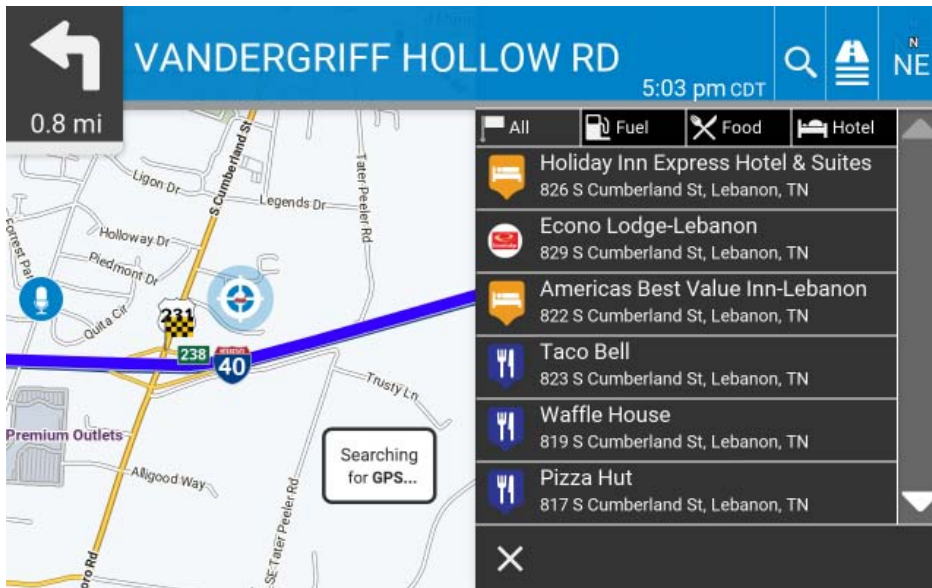 VANDERGRIFF HOLLOW RD
5:03 pm CDT
N
NE
0.8 mi
All
Fuel
Food
Hotel
Holiday Inn Express Hotel & Suites
826 S Cumberland St, Lebanon, TN
Econo Lodge-Lebanon
829 S Cumberland St, Lebanon, TN
Americas Best Value Inn-Lebanon
822 S Cumberland St, Lebanon, TN
Taco Bell
823 S Cumberland St, Lebanon, TN
Waffle House
819 S Cumberland St, Lebanon, TN
Pizza Hut
817 S Cumberland St, Lebanon, TN
S Cumberland St
Tater Peeler Rd
Ligon Dr
Legends Dr
Holloway Dr
Forrest Par
Piedmont Dr
231
Quita Cir
238
40
Trusty Ln
Premium Outlets
Searching
for GPS...
Alligood Way
SE Tater Peeler Rd
oro Rd